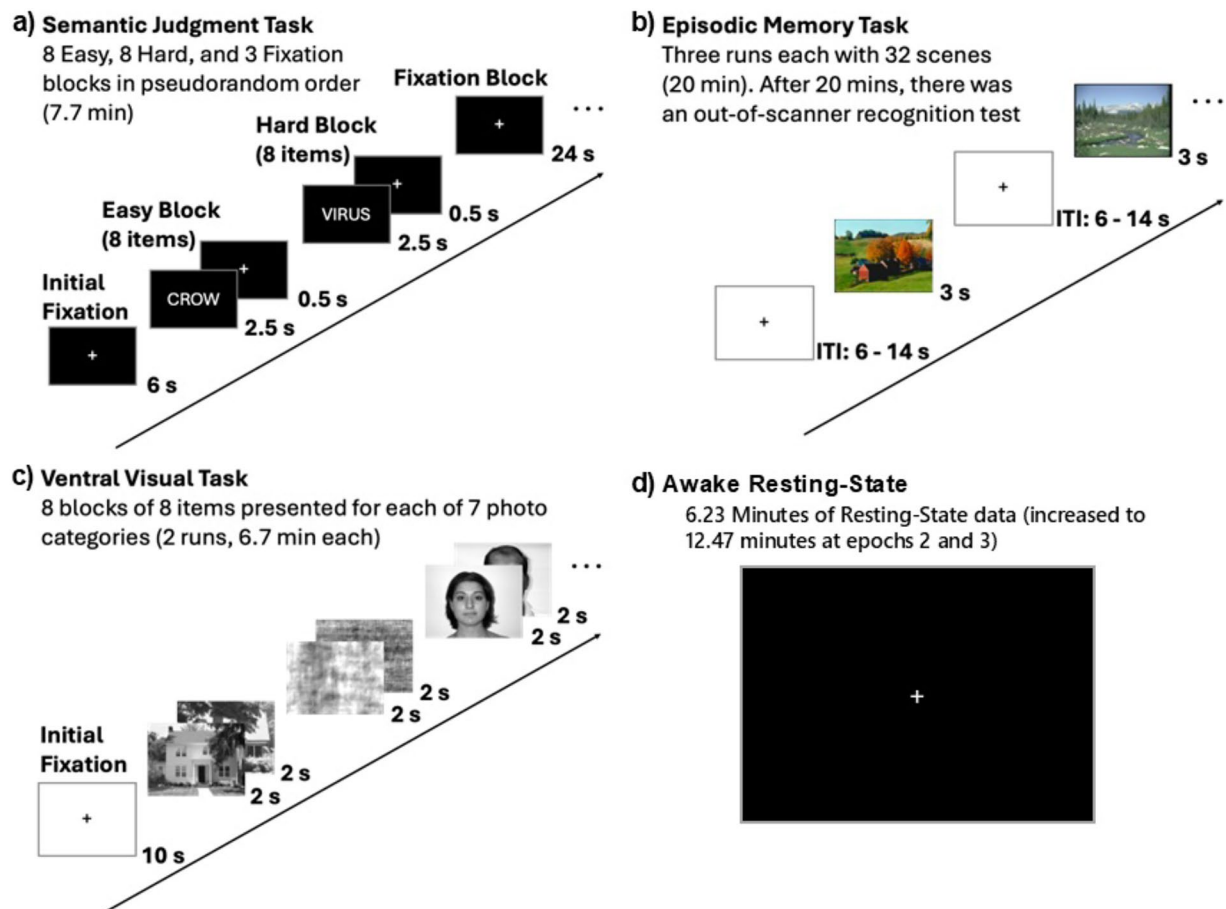 a) Semantic Judgment Task
8 Easy, 8 Hard, and 3 Fixation
blocks in pseudorandom order
(7.7 min)
Fixation Block
24 s
Hard Block
(8 items)
VIRUS
0.5 s
2.5 s
Easy Block
(8 items)
CROW
0.5 s
2.5 s
Initial
Fixation
6 s
b) Episodic Memory Task
Three runs each with 32 scenes
(20 min). After 20 mins, there was
an out-of-scanner recognition test
3 s
ITI: 6 - 14 s
3 s
ITI: 6 - 14 s
c) Ventral Visual Task
8 blocks of 8 items presented for each of 7 photo
categories (2 runs, 6.7 min each)
2 s
2 s
2 s
2 s
Initial
Fixation
2 s
2 s
10 s
d) Awake Resting-State
6.23 Minutes of Resting-State data (increased to
12.47 minutes at epochs 2 and 3)